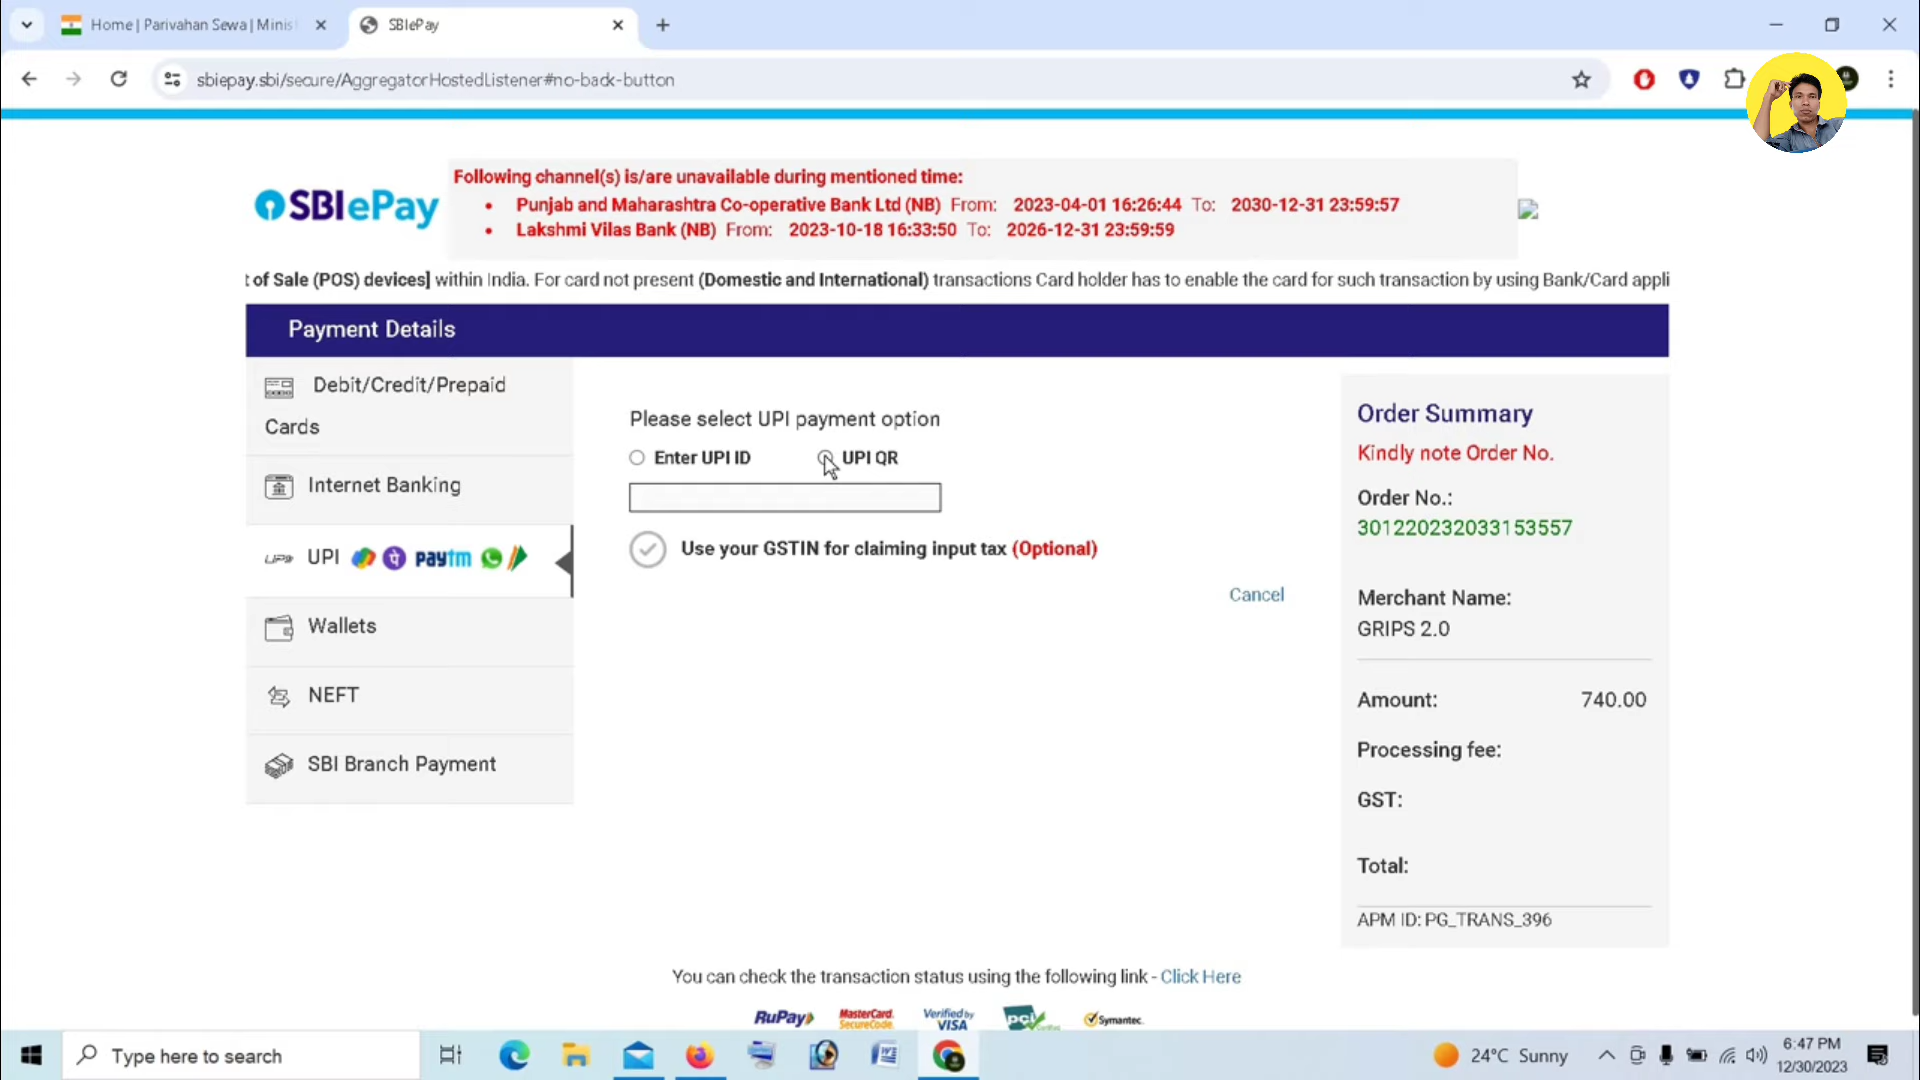 Home | Parivahan Sewa | Minis
SBIePay
sbiepay.sbi/secure/AggregatorHostedListener#no-back-button
SBIePay
Following channel(s) is/are unavailable during mentioned time:
• Punjab and Maharashtra Co-operative Bank Ltd (NB) From: 2023-04-01 16:26:44 To: 2030-12-31 23:59:57
• Lakshmi Vilas Bank (NB) From: 2023-10-18 16:33:50 To: 2026-12-31 23:59:59
t of Sale (POS) devices] within India. For card not present (Domestic and International) transactions Card holder has to enable the card for such transaction by using Bank/Card appli
Payment Details
Debit/Credit/Prepaid
Cards
Internet Banking
UPI UPI paytm
Wallets
NEFT
SBI Branch Payment
Please select UPI payment option
Enter UPI ID
UPI QR
Use your GSTIN for claiming input tax (Optional)
Cancel
Order Summary
Kindly note Order No.
Order No.:
301220232033153557
Merchant Name:
GRIPS 2.0
Amount: 740.00
Processing fee:
GST:
Total:
APM ID: PG_TRANS_396
You can check the transaction status using the following link - Click Here
RuPay
MasterCard.
SecureCode.
Verified by
VISA
pci
Symantec.
Type here to search
24°C Sunny
6:47 PM
12/30/2023